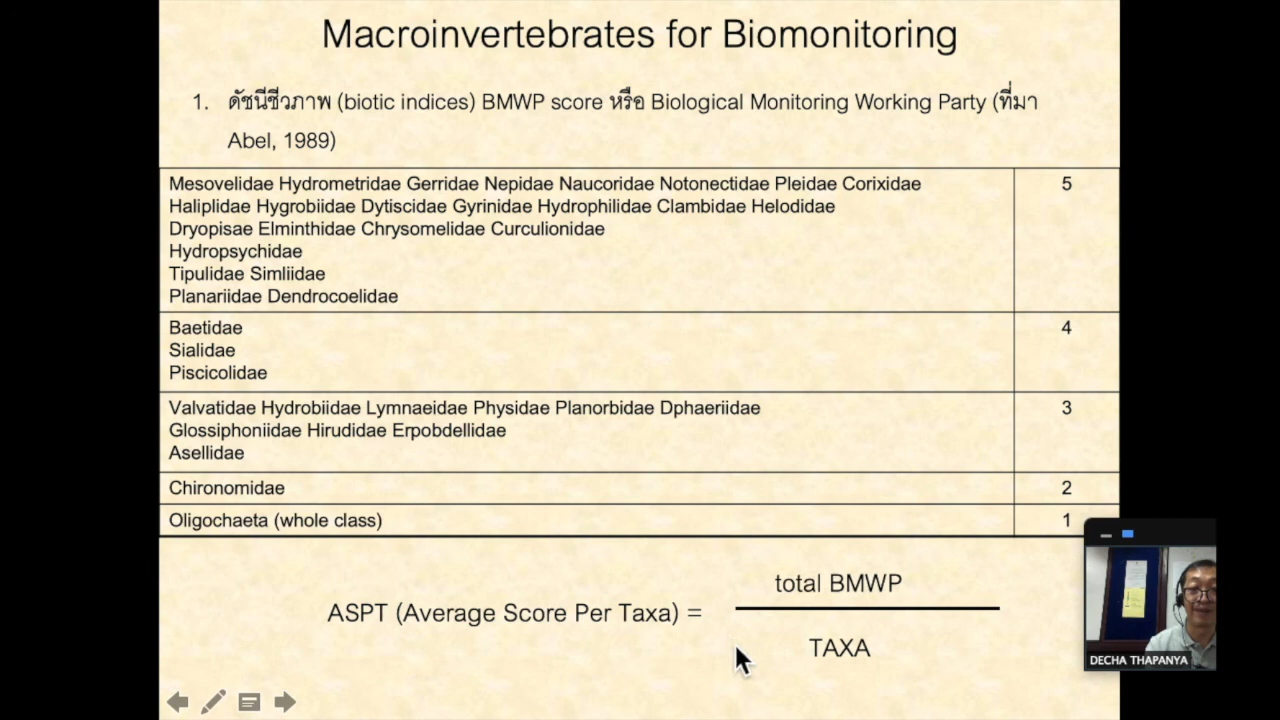 Macroinvertebrates for Biomonitoring
1. ดัชนีชีวภาพ (biotic indices) BMWP score หรือ Biological Monitoring Working Party (ที่มา
Abel, 1989)
Mesovelidae Hydrometridae Gerridae Nepidae Naucoridae Notonectidae Pleidae Corixidae 5
Haliplidae Hygrobiidae Dytiscidae Gyrinidae Hydrophilidae Clambidae Helodidae
Dryopisae Elminthidae Chrysomelidae Curculionidae
Hydropsychidae
Tipulidae Simliidae
Planariidae Dendrocoelidae
Baetidae 4
Sialidae
Piscicolidae
Valvatidae Hydrobiidae Lymnaeidae Physidae Planorbidae Dphaeriidae 3
Glossiphoniidae Hirudidae Erpobdellidae
Asellidae
Chironomidae 2
Oligochaeta (whole class) 1
total BMWP
ASPT (Average Score Per Taxa) =
TAXA
DECHA THAPANYA